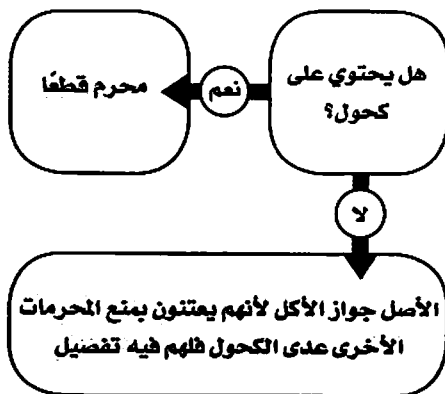 هل يحتوي على
كحول؟
نعم
محرم قطعًا
لا
الأصل جواز الأكل لأنهم يعتنون بمنع المحرمات
الأخرى عدى الكحول فلهم فيه تفصيل